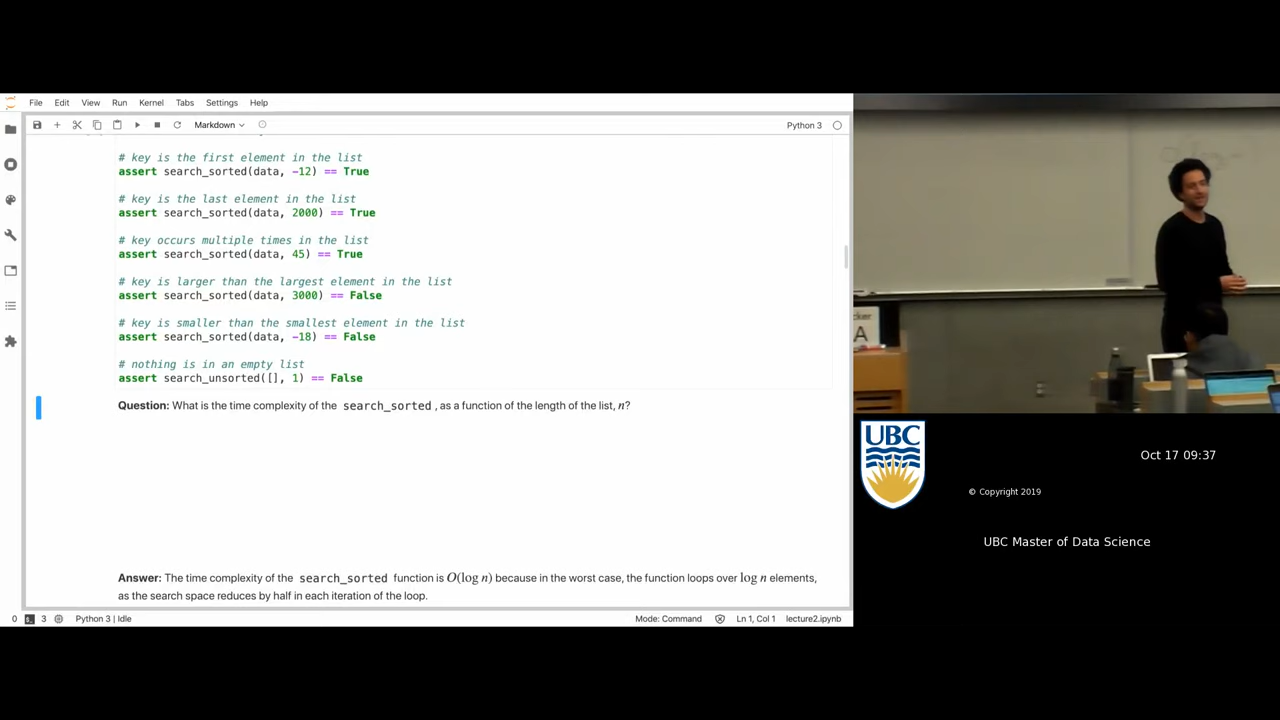 File Edit View Run Kernel Tabs Settings Help
Markdown
Python 3
# key is the first element in the list
assert search_sorted(data, -12) == True
# key is the last element in the list
assert search_sorted(data, 2000) == True
# key occurs multiple times in the list
assert search_sorted(data, 45) == True
# key is larger than the largest element in the list
assert search_sorted(data, 3000) == False
# key is smaller than the smallest element in the list
assert search_sorted(data, -18) == False
# nothing is in an empty list
assert search_unsorted([], 1) == False
Question: What is the time complexity of the search_sorted , as a function of the length of the list, n?
Answer: The time complexity of the search_sorted function is O(log n) because in the worst case, the function loops over log n elements,
as the search space reduces by half in each iteration of the loop.
0 3 Python 3 | Idle
Mode: Command Ln 1, Col 1 lecture2.ipynb
A
UBC
Oct 17 09:37
© Copyright 2019
UBC Master of Data Science